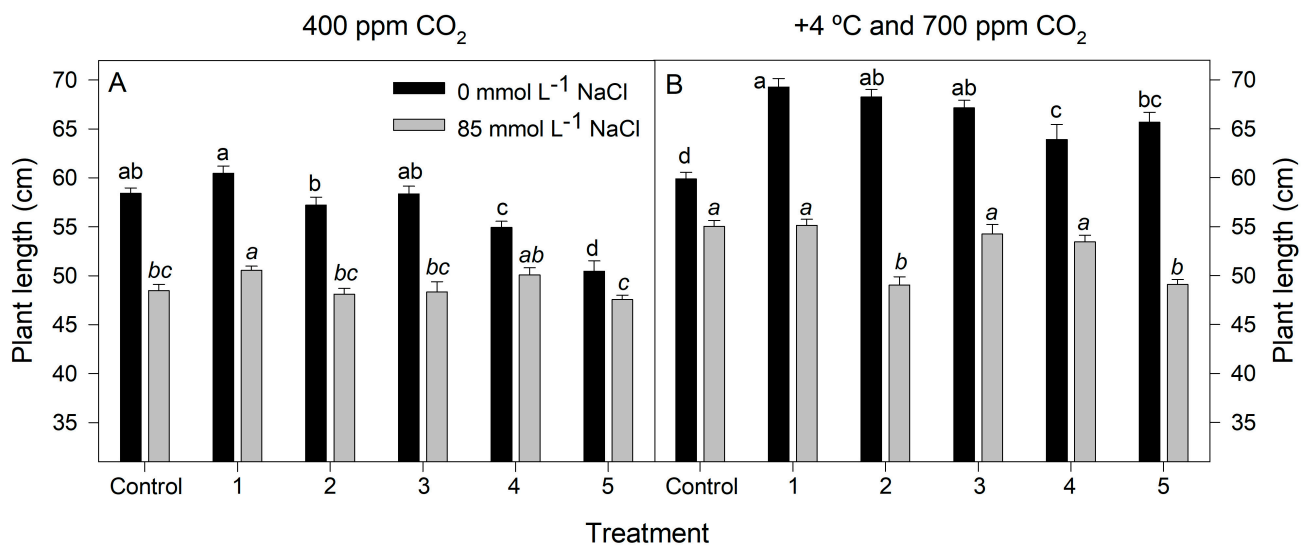 400 ppm CO₂
+4 ºC and 700 ppm CO₂
A
0 mmol L⁻¹ NaCl
85 mmol L⁻¹ NaCl
B
Plant length (cm)
70
65
60
55
50
45
40
35
ab
a
b
ab
c
d
bc
a
bc
bc
ab
c
d
a
ab
ab
c
bc
a
a
b
a
a
b
70
65
60
55
50
45
40
35
Plant length (cm)
Control 1 2 3 4 5
Control 1 2 3 4 5
Treatment